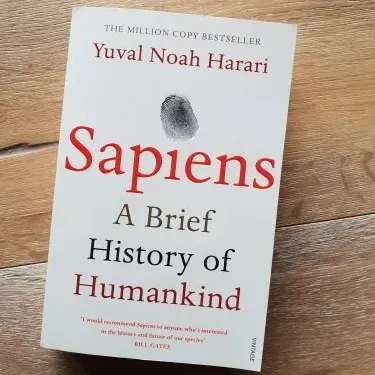 THE MILLION COPY BESTSELLER
Yuval Noah Harari
Sapiens
A Brief
History of
Humankind
'I would recommend Sapiens to anyone who's interested
in the history and future of our species'
BILL GATES
VINTAGE